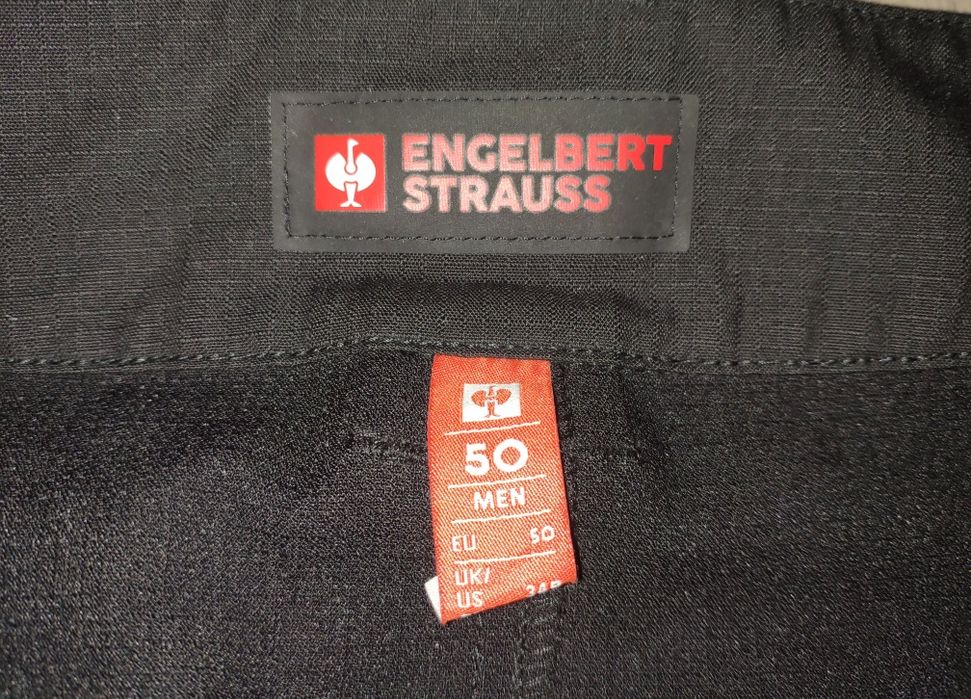 ENGELBERT
STRAUSS
50
MEN
EU 50
UK/
US